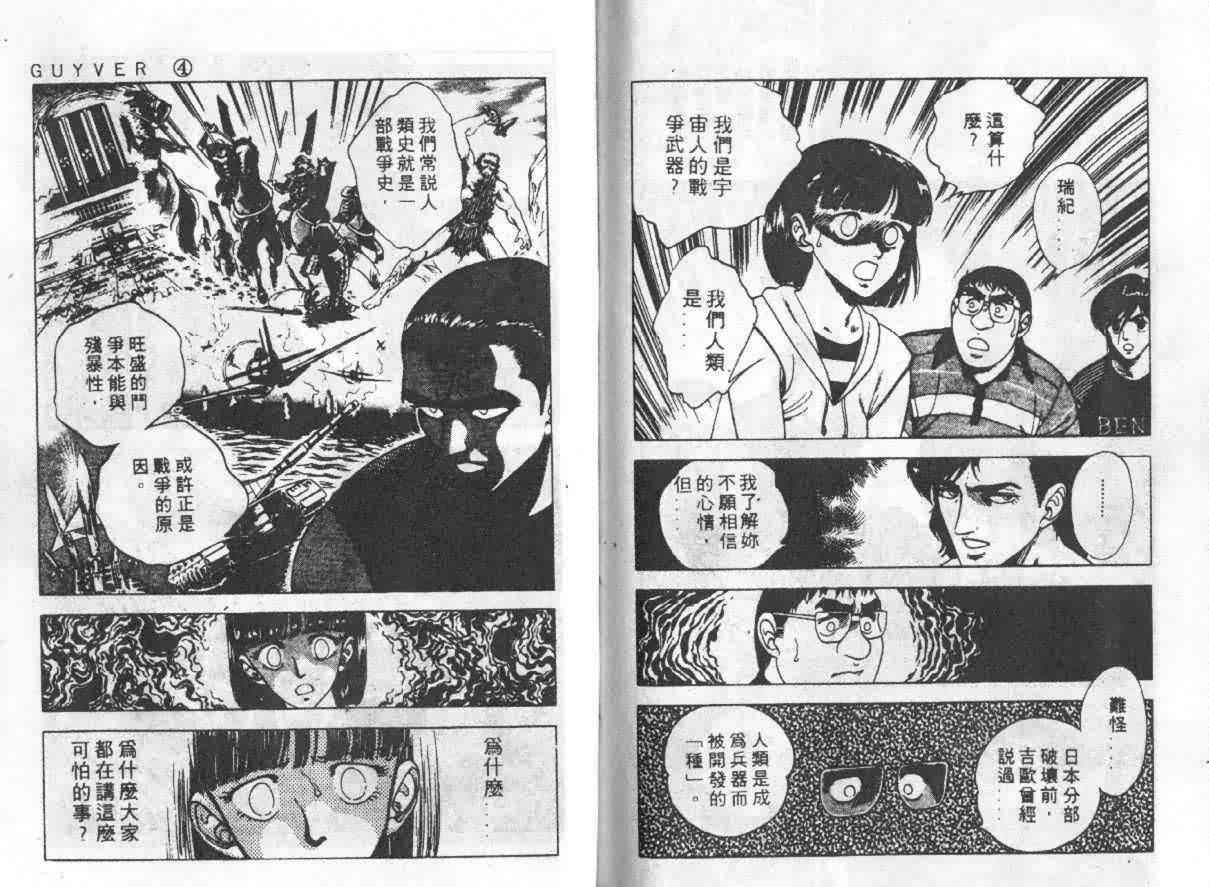 GUYVER ④
這算什
麼？
我們是宇
宙人的戰
爭武器？
瑞紀……
我們人類
是……
BEN
…………
我了解妳
不願相信
的心情，
但……
難怪……
日本分部
破壞前，
吉歐曾經
說過……
人類是成
爲兵器而
被開發的
「種」。
我們常說人
類史就是一
部戰爭史，
旺盛的鬥
爭本能與
殘暴性，
或許正是
戰爭的原
因。
爲什麼……
爲什麼大家
都在講這麼
可怕的事？